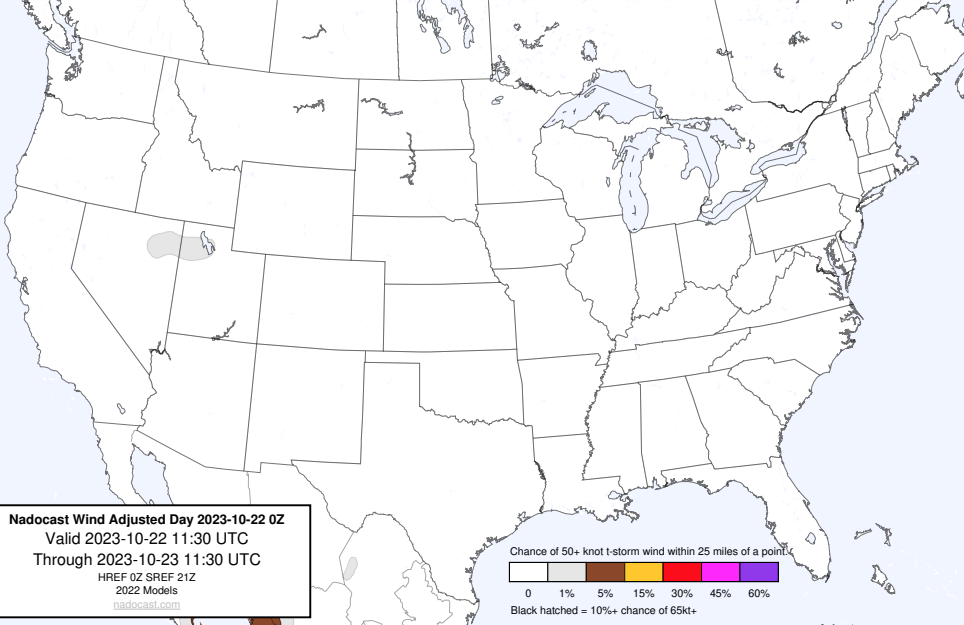 Nadocast Wind Adjusted Day 2023-10-22 0Z
Valid 2023-10-22 11:30 UTC
Through 2023-10-23 11:30 UTC
HREF 0Z SREF 21Z
2022 Models
nadocast.com
Chance of 50+ knot t-storm wind within 25 miles of a point.
0 1% 5% 15% 30% 45% 60%
Black hatched = 10%+ chance of 65kt+